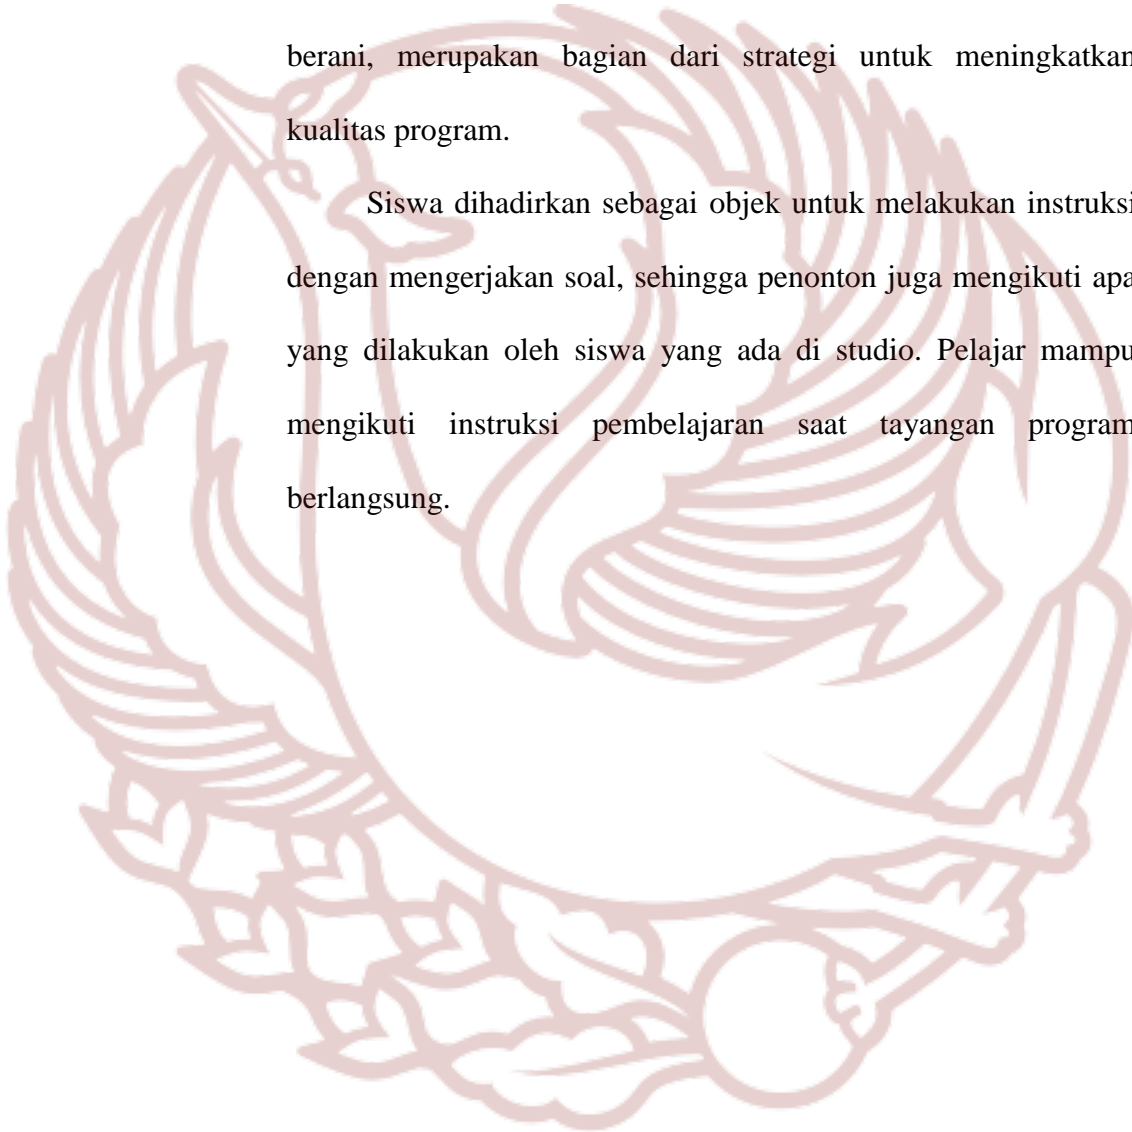 berani, merupakan bagian dari strategi untuk meningkatkan
kualitas program.
Siswa dihadirkan sebagai objek untuk melakukan instruksi
dengan mengerjakan soal, sehingga penonton juga mengikuti apa
yang dilakukan oleh siswa yang ada di studio. Pelajar mampu
mengikuti instruksi pembelajaran saat tayangan program
berlangsung.